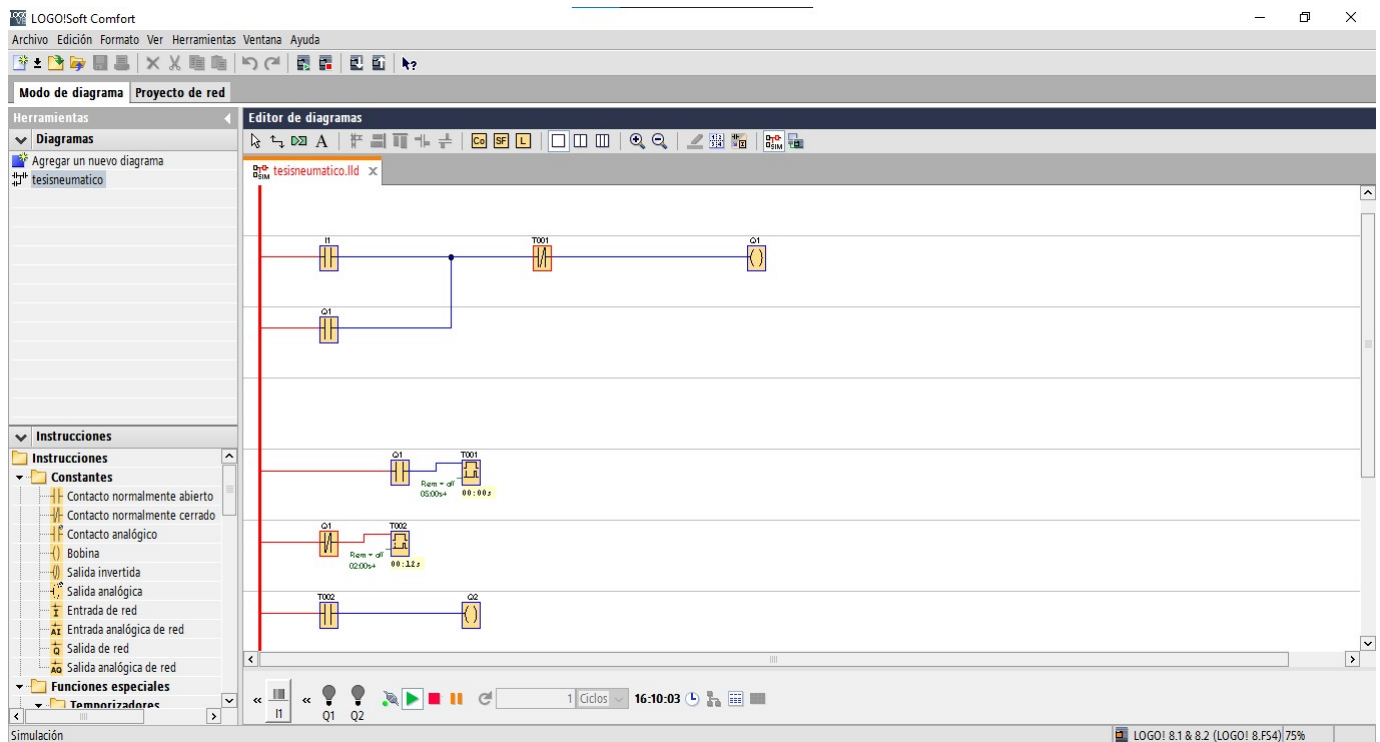 LOGO!Soft Comfort
Archivo Edición Formato Ver Herramientas Ventana Ayuda
Modo de diagrama Proyecto de red
Herramientas
Diagramas
Agregar un nuevo diagrama
tesisneumatico
Instrucciones
Instrucciones
Constantes
Contacto normalmente abierto
Contacto normalmente cerrado
Contacto analógico
Bobina
Salida invertida
Salida analógica
Entrada de red
AI Entrada analógica de red
Q Salida de red
AQ Salida analógica de red
Funciones especiales
Temporizadores
Editor de diagramas
A Co SF L
SIM tesisneumatico.lld
I1 T001 Q1
Q1
Q1 T001
Rem = off
05:00s+ 00:00s
Q1 T002
Rem = off
02:00s+ 00:12s
T002 Q2
I1 Q1 Q2
1 Ciclos 16:10:03
Simulación
LOGO! 8.1 & 8.2 (LOGO! 8.FS4) 75%